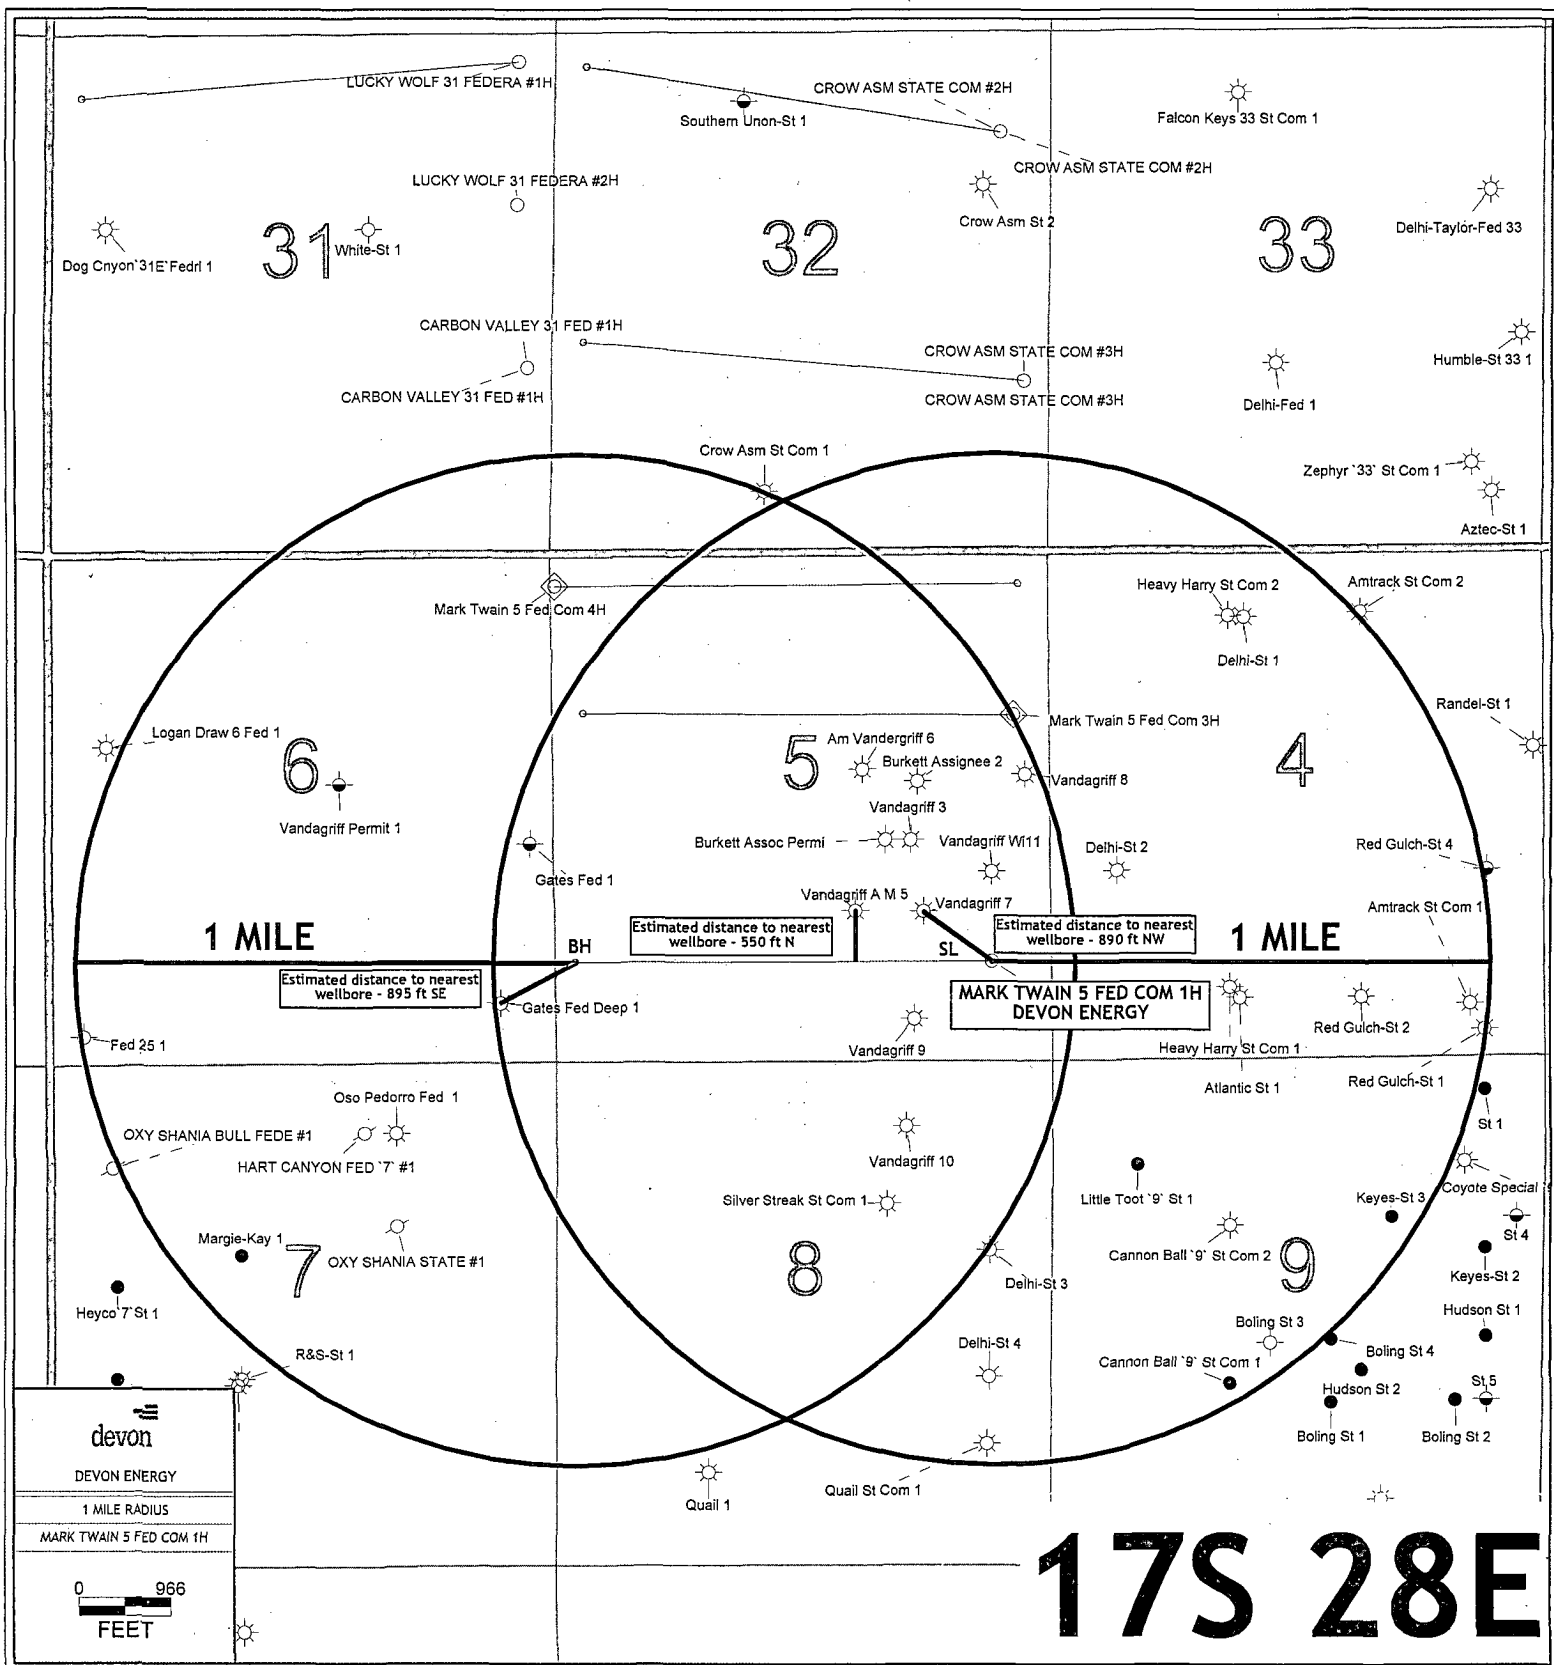 LUCKY WOLF 31 FEDERA #1H
CROW ASM STATE COM #2H
Southern Unon-St 1
Falcon Keys 33 St Com 1
CROW ASM STATE COM #2H
LUCKY WOLF 31 FEDERA #2H
Crow Asm St 2
Delhi-Taylor-Fed 33
31
32
33
White-St 1
Dog Cnyon`31E`Fedrl 1
CARBON VALLEY 31 FED #1H
CROW ASM STATE COM #3H
Humble-St 33 1
CARBON VALLEY 31 FED #1H
CROW ASM STATE COM #3H
Delhi-Fed 1
Crow Asm St Com 1
Zephyr `33` St Com 1
Aztec-St 1
Mark Twain 5 Fed Com 4H
Heavy Harry St Com 2
Amtrack St Com 2
Delhi-St 1
Randel-St 1
Mark Twain 5 Fed Com 3H
Logan Draw 6 Fed 1
Am Vandergriff 6
6
5
4
Burkett Assignee 2
Vandagriff 8
Vandagriff 3
Vandagriff Permit 1
Burkett Assoc Permi
Vandagriff Wi11
Delhi-St 2
Red Gulch-St 4
Gates Fed 1
Vandagriff A M 5
Vandagriff 7
Amtrack St Com 1
1 MILE
BH
Estimated distance to nearest
wellbore - 550 ft N
SL
Estimated distance to nearest
wellbore - 890 ft NW
1 MILE
Estimated distance to nearest
wellbore - 895 ft SE
MARK TWAIN 5 FED COM 1H
DEVON ENERGY
Gates Fed Deep 1
Red Gulch-St 2
Fed 25 1
Vandagriff 9
Heavy Harry St Com 1
Atlantic St 1
Red Gulch-St 1
Oso Pedorro Fed 1
St 1
OXY SHANIA BULL FEDE #1
HART CANYON FED `7` #1
Vandagriff 10
Coyote Special
Silver Streak St Com 1
Little Toot `9` St 1
Keyes-St 3
St 4
Margie-Kay 1
7
OXY SHANIA STATE #1
8
Cannon Ball `9` St Com 2
9
Keyes-St 2
Delhi-St 3
Heyco`7`St 1
Hudson St 1
Boling St 3
Delhi-St 4
Boling St 4
R&S-St 1
Cannon Ball `9` St Com 1
Hudson St 2
St 5
Boling St 1
Boling St 2
Quail St Com 1
Quail 1
devon
DEVON ENERGY
1 MILE RADIUS
MARK TWAIN 5 FED COM 1H
0 966
FEET
17S 28E